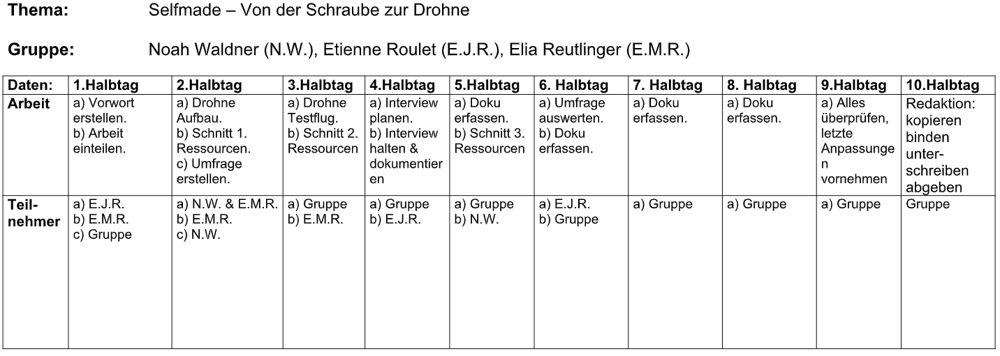 Thema: Selfmade – Von der Schraube zur Drohne
Gruppe: Noah Waldner (N.W.), Etienne Roulet (E.J.R.), Elia Reutlinger (E.M.R.)
Daten: 1.Halbtag 2.Halbtag 3.Halbtag 4.Halbtag 5.Halbtag 6. Halbtag 7. Halbtag 8. Halbtag 9.Halbtag 10.Halbtag
Arbeit
a) Vorwort
erstellen.
b) Arbeit
einteilen.
a) Drohne
Aufbau.
b) Schnitt 1.
Ressourcen.
c) Umfrage
erstellen.
a) Drohne
Testflug.
b) Schnitt 2.
Ressourcen
a) Interview
planen.
b) Interview
halten &
dokumentier
en
a) Doku
erfassen.
b) Schnitt 3.
Ressourcen
a) Umfrage
auswerten.
b) Doku
erfassen.
a) Doku
erfassen.
a) Doku
erfassen.
a) Alles
überprüfen,
letzte
Anpassunge
n
vornehmen
Redaktion:
kopieren
binden
unter-
schreiben
abgeben
Teil-
nehmer
a) E.J.R.
b) E.M.R.
c) Gruppe
a) N.W. & E.M.R.
b) E.M.R.
c) N.W.
a) Gruppe
b) E.M.R.
a) Gruppe
b) E.J.R.
a) Gruppe
b) N.W.
a) E.J.R.
b) Gruppe
a) Gruppe
a) Gruppe
a) Gruppe
Gruppe